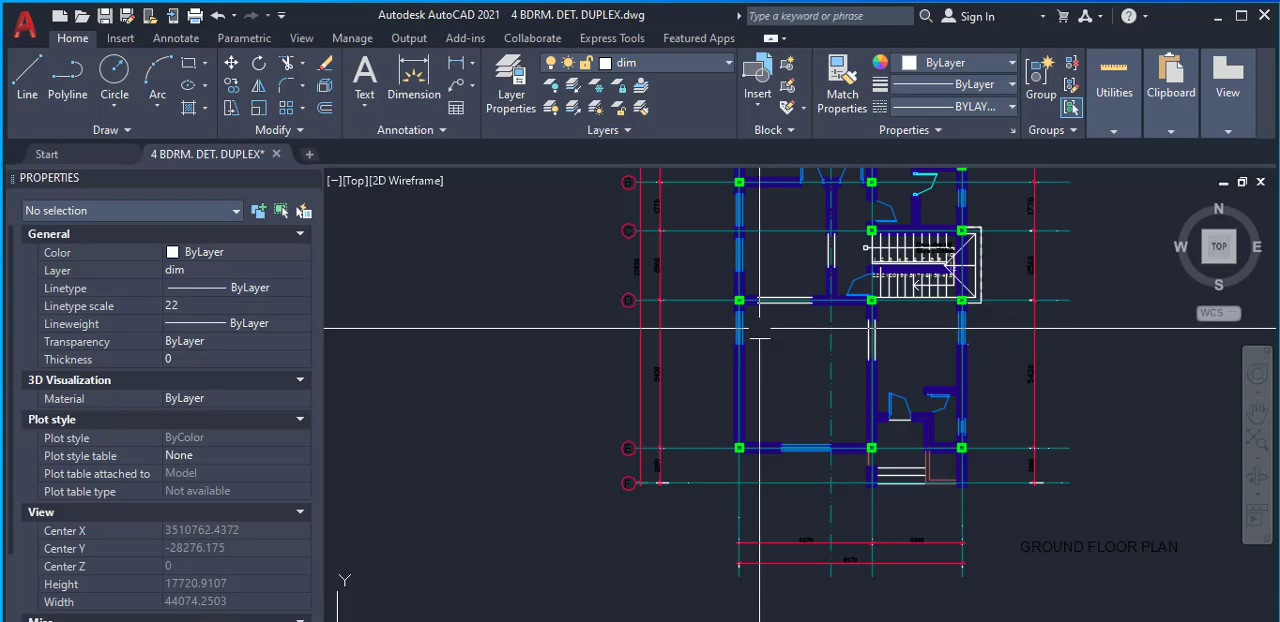 Autodesk AutoCAD 2021 4 BDRM. DET. DUPLEX.dwg
Type a keyword or phrase
Sign In
Home Insert Annotate Parametric View Manage Output Add-ins Collaborate Express Tools Featured Apps
Line Polyline Circle Arc
Text Dimension
Layer Properties
dim
Insert
Match Properties
ByLayer
ByLayer
BYLA...
Group
Utilities
Clipboard
View
Draw Modify Annotation Layers Block Properties Groups
Start
4 BDRM. DET. DUPLEX*
PROPERTIES
No selection
General
Color ByLayer
Layer dim
Linetype ByLayer
Linetype scale 22
Lineweight ByLayer
Transparency ByLayer
Thickness 0
3D Visualization
Material ByLayer
Plot style
Plot style ByColor
Plot style table None
Plot table attached to Model
Plot table type Not available
View
Center X 3510762.4372
Center Y -28276.175
Center Z 0
Height 17720.9107
Width 44074.2503
[−][Top][2D Wireframe]
N
W TOP E
S
WCS
GROUND FLOOR PLAN
Y